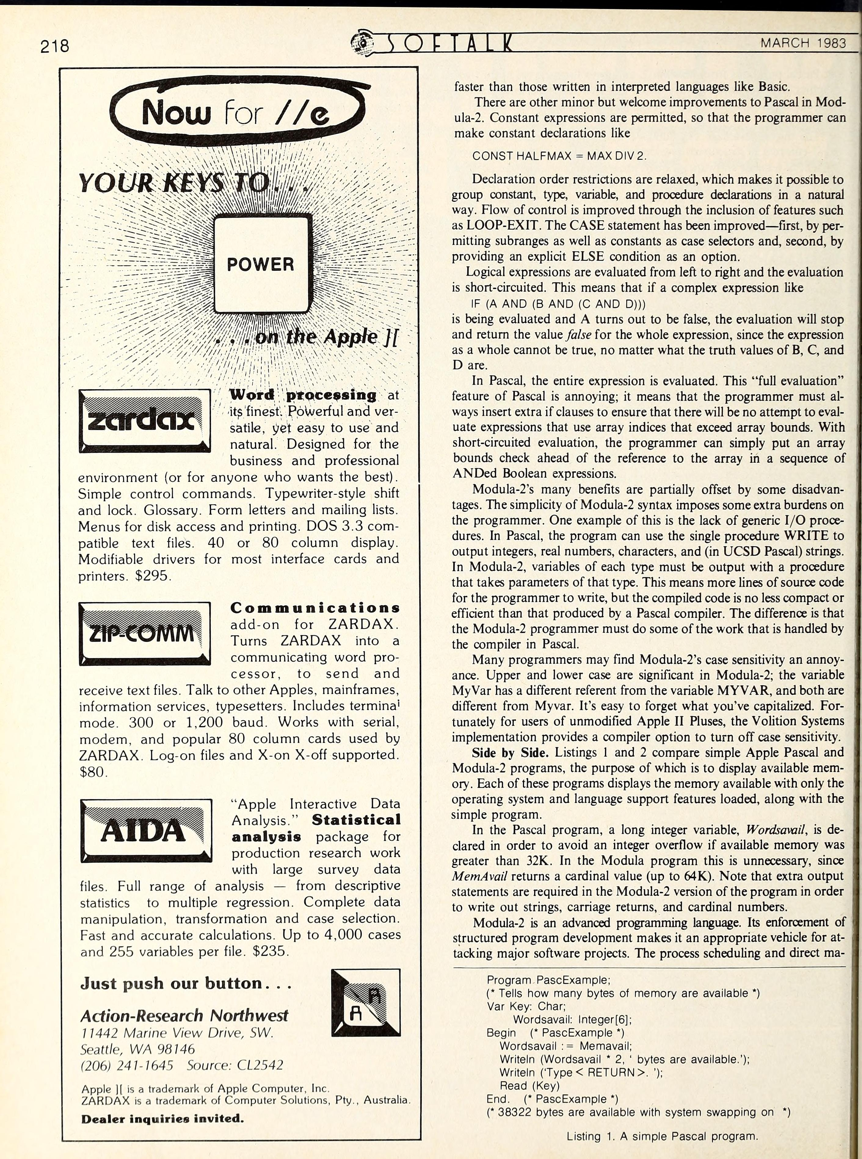 218
SOFTALK
MARCH 1983
Now for //e
YOUR KEYS TO...
POWER
...on the Apple ][
zardax
Word processing at
its finest. Powerful and ver-
satile, yet easy to use and
natural. Designed for the
business and professional
environment (or for anyone who wants the best).
Simple control commands. Typewriter-style shift
and lock. Glossary. Form letters and mailing lists.
Menus for disk access and printing. DOS 3.3 com-
patible text files. 40 or 80 column display.
Modifiable drivers for most interface cards and
printers. $295.
ZIP-COMM
Communications
add-on for ZARDAX.
Turns ZARDAX into a
communicating word pro-
cessor, to send and
receive text files. Talk to other Apples, mainframes,
information services, typesetters. Includes terminal
mode. 300 or 1,200 baud. Works with serial,
modem, and popular 80 column cards used by
ZARDAX. Log-on files and X-on X-off supported.
$80.
AIDA
"Apple Interactive Data
Analysis." Statistical
analysis package for
production research work
with large survey data
files. Full range of analysis — from descriptive
statistics to multiple regression. Complete data
manipulation, transformation and case selection.
Fast and accurate calculations. Up to 4,000 cases
and 255 variables per file. $235.
Just push our button...
Action-Research Northwest
11442 Marine View Drive, SW.
Seattle, WA 98146
(206) 241-1645 Source: CL2542
A
A
Apple ][ is a trademark of Apple Computer, Inc.
ZARDAX is a trademark of Computer Solutions, Pty., Australia.
Dealer inquiries invited.
faster than those written in interpreted languages like Basic.
There are other minor but welcome improvements to Pascal in Mod-
ula-2. Constant expressions are permitted, so that the programmer can
make constant declarations like
CONST HALFMAX = MAX DIV 2.
Declaration order restrictions are relaxed, which makes it possible to
group constant, type, variable, and procedure declarations in a natural
way. Flow of control is improved through the inclusion of features such
as LOOP-EXIT. The CASE statement has been improved—first, by per-
mitting subranges as well as constants as case selectors and, second, by
providing an explicit ELSE condition as an option.
Logical expressions are evaluated from left to right and the evaluation
is short-circuited. This means that if a complex expression like
IF (A AND (B AND (C AND D)))
is being evaluated and A turns out to be false, the evaluation will stop
and return the value false for the whole expression, since the expression
as a whole cannot be true, no matter what the truth values of B, C, and
D are.
In Pascal, the entire expression is evaluated. This "full evaluation"
feature of Pascal is annoying; it means that the programmer must al-
ways insert extra if clauses to ensure that there will be no attempt to eval-
uate expressions that use array indices that exceed array bounds. With
short-circuited evaluation, the programmer can simply put an array
bounds check ahead of the reference to the array in a sequence of
ANDed Boolean expressions.
Modula-2's many benefits are partially offset by some disadvan-
tages. The simplicity of Modula-2 syntax imposes some extra burdens on
the programmer. One example of this is the lack of generic I/O proce-
dures. In Pascal, the program can use the single procedure WRITE to
output integers, real numbers, characters, and (in UCSD Pascal) strings.
In Modula-2, variables of each type must be output with a procedure
that takes parameters of that type. This means more lines of source code
for the programmer to write, but the compiled code is no less compact or
efficient than that produced by a Pascal compiler. The difference is that
the Modula-2 programmer must do some of the work that is handled by
the compiler in Pascal.
Many programmers may find Modula-2's case sensitivity an annoy-
ance. Upper and lower case are significant in Modula-2; the variable
MyVar has a different referent from the variable MYVAR, and both are
different from Myvar. It's easy to forget what you've capitalized. For-
tunately for users of unmodified Apple II Pluses, the Volition Systems
implementation provides a compiler option to turn off case sensitivity.
Side by Side. Listings 1 and 2 compare simple Apple Pascal and
Modula-2 programs, the purpose of which is to display available mem-
ory. Each of these programs displays the memory available with only the
operating system and language support features loaded, along with the
simple program.
In the Pascal program, a long integer variable, Wordsavail, is de-
clared in order to avoid an integer overflow if available memory was
greater than 32K. In the Modula program this is unnecessary, since
MemAvail returns a cardinal value (up to 64K). Note that extra output
statements are required in the Modula-2 version of the program in order
to write out strings, carriage returns, and cardinal numbers.
Modula-2 is an advanced programming language. Its enforcement of
structured program development makes it an appropriate vehicle for at-
tacking major software projects. The process scheduling and direct ma-
Program PascExample;
(* Tells how many bytes of memory are available *)
Var Key: Char;
Wordsavail: Integer[6];
Begin (* PascExample *)
Wordsavail := Memavail;
Writeln (Wordsavail * 2, ' bytes are available.');
Writeln ('Type < RETURN >. ');
Read (Key)
End. (* PascExample *)
(* 38322 bytes are available with system swapping on *)
Listing 1. A simple Pascal program.